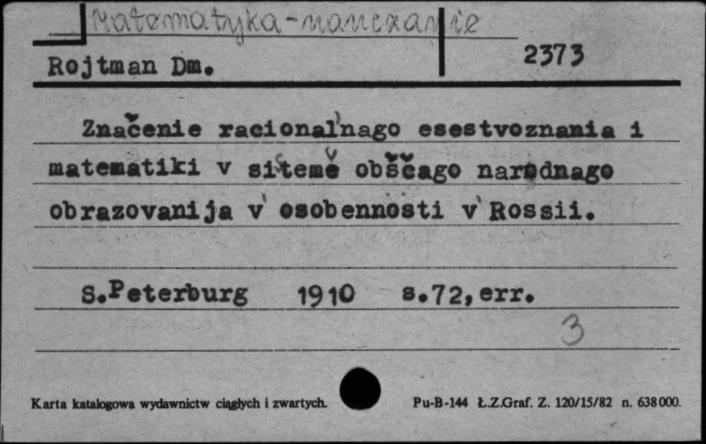 Matematyka-nauczanie
Rojtman Dm.
2373
Značenie racional'nago esestvoznania i
matematiki v sistemě obščago narodnago
obrazovanija v' osobennosti v' Rossii.
S.Peterburg 1910 s.72,err.
3
Karta katalogowa wydawnictw ciągłych i zwartych. Pu-B-144 Ł.Z.Graf. Z. 120/15/82 n. 638000.